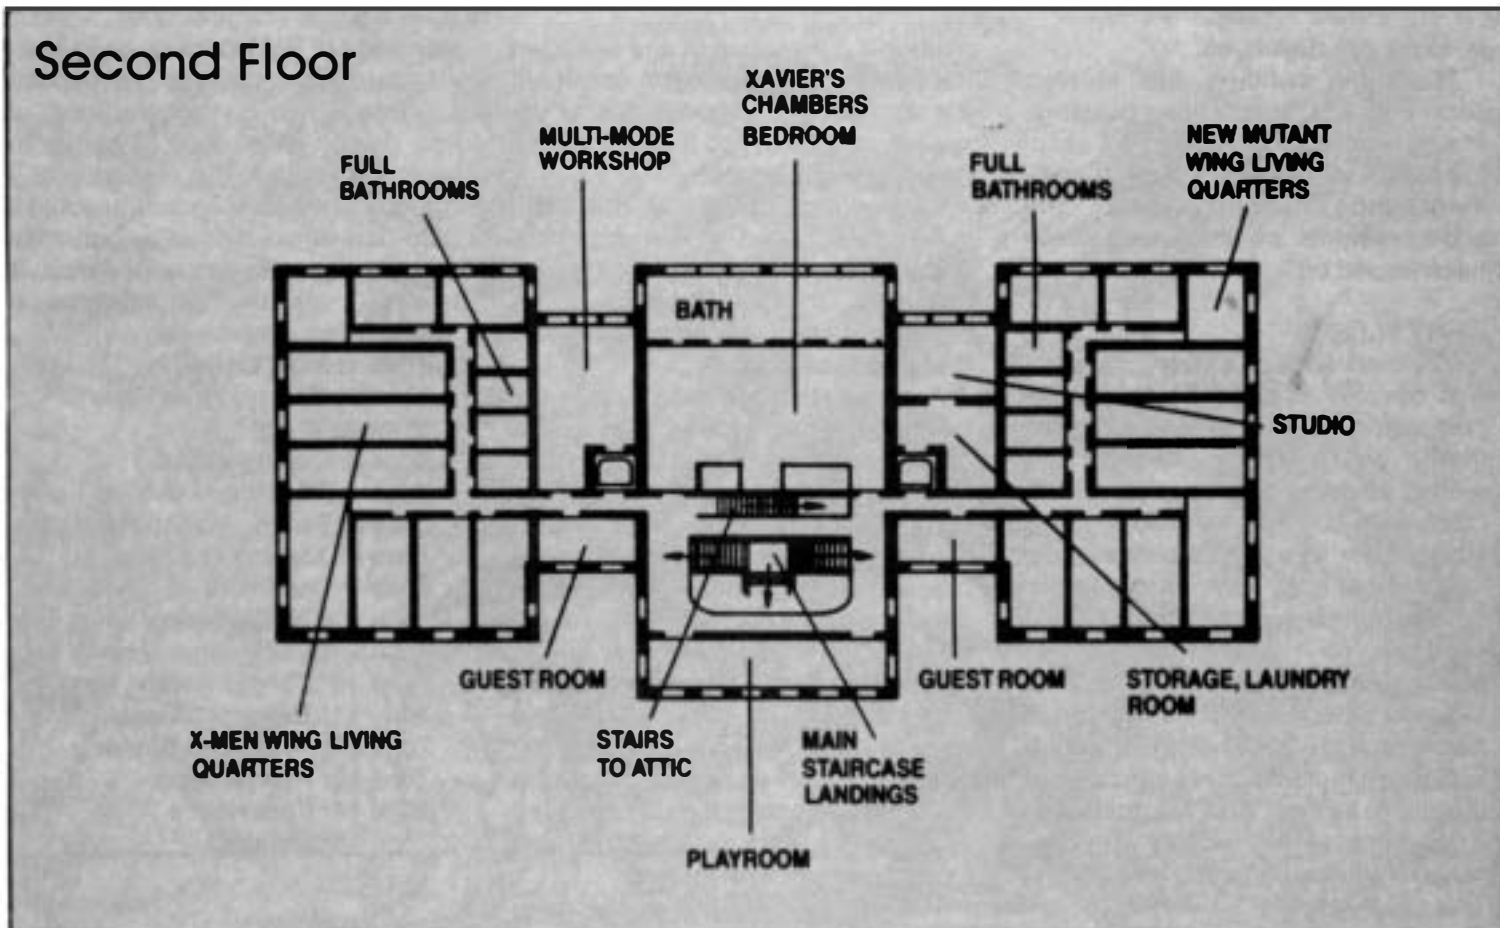 Second Floor
XAVIER'S
CHAMBERS
BEDROOM
MULTI-MODE
WORKSHOP
NEW MUTANT
WING LIVING
QUARTERS
FULL
BATHROOMS
FULL
BATHROOMS
BATH
STUDIO
GUEST ROOM
GUEST ROOM
STORAGE, LAUNDRY
ROOM
X-MEN WING LIVING
QUARTERS
STAIRS
TO ATTIC
MAIN
STAIRCASE
LANDINGS
PLAYROOM